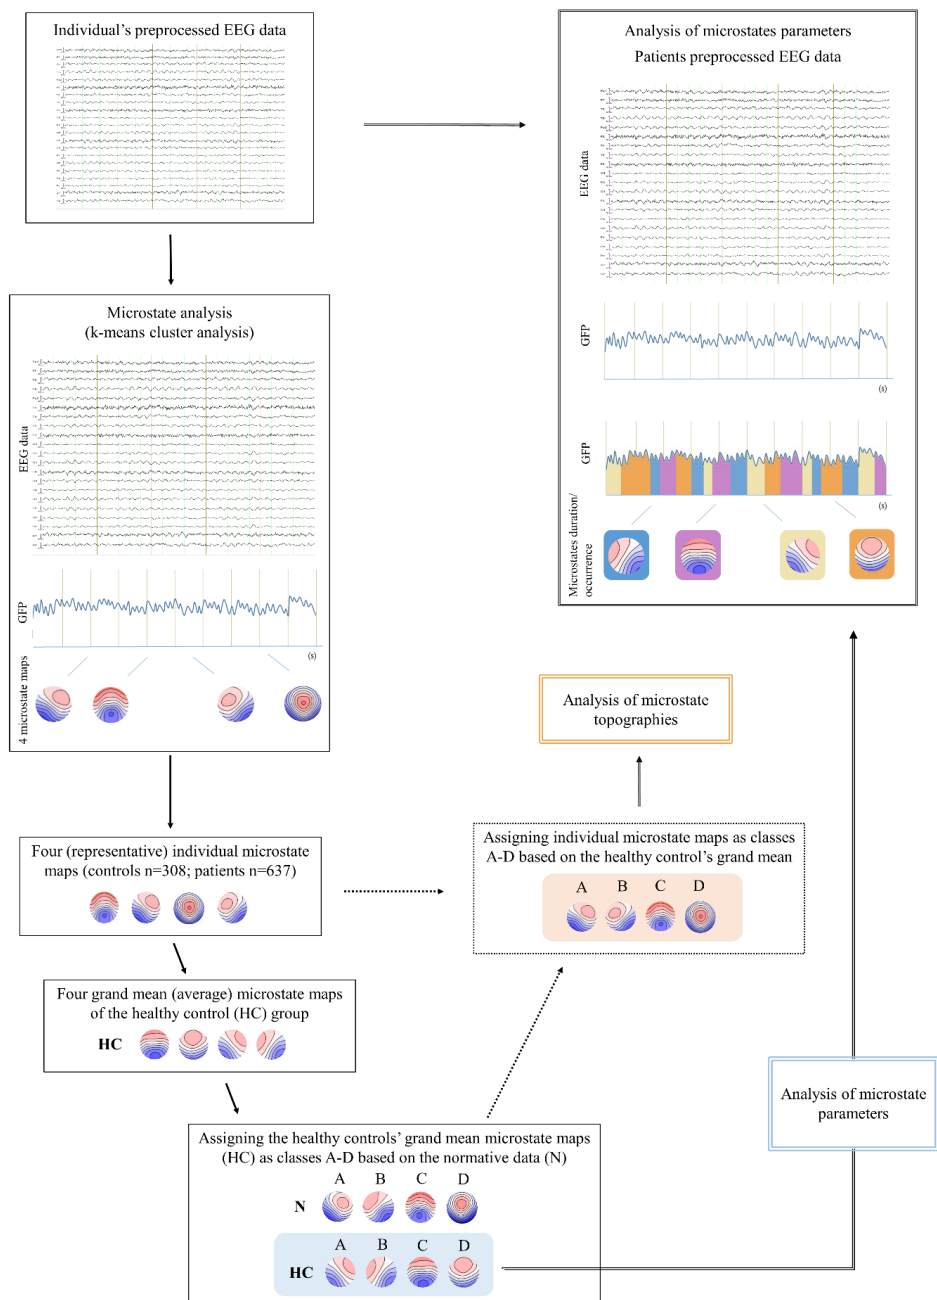 Individual's preprocessed EEG data
Analysis of microstates parameters
Patients preprocessed EEG data
EEG data
GFP
(s)
GFP
(s)
Microstates duration/
occurrence
Microstate analysis
(k-means cluster analysis)
EEG data
GFP
(s)
4 microstate maps
Analysis of microstate
topographies
Four (representative) individual microstate
maps (controls n=308; patients n=637)
Assigning individual microstate maps as classes
A-D based on the healthy control's grand mean
A B C D
Four grand mean (average) microstate maps
of the healthy control (HC) group
HC
Analysis of microstate
parameters
Assigning the healthy controls' grand mean microstate maps
(HC) as classes A-D based on the normative data (N)
A B C D
N
A B C D
HC